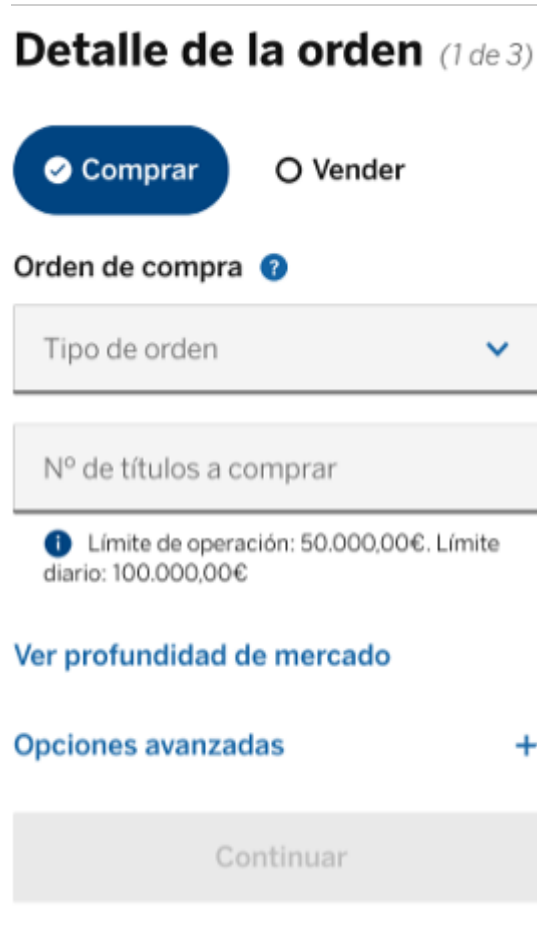 Detalle de la orden (1 de 3)
Comprar
Vender
Orden de compra ?
Tipo de orden
Nº de títulos a comprar
i Límite de operación: 50.000,00€. Límite
diario: 100.000,00€
Ver profundidad de mercado
Opciones avanzadas +
Continuar